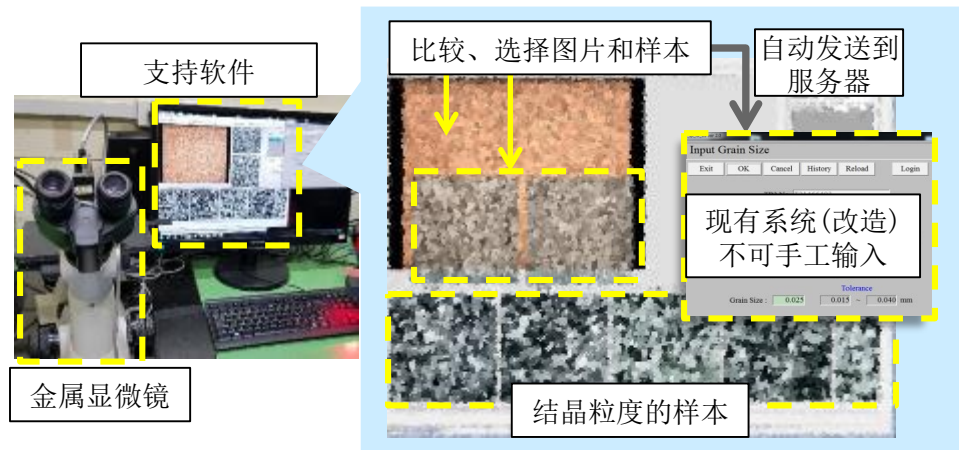 支持软件
比较、选择图片和样本
自动发送到
服务器
Input Grain Size
Exit OK Cancel History Reload Login
现有系统(改造)
不可手工输入
Tolerance
Grain Size : 0.025 0.015 ~ 0.040 mm
金属显微镜
结晶粒度的样本